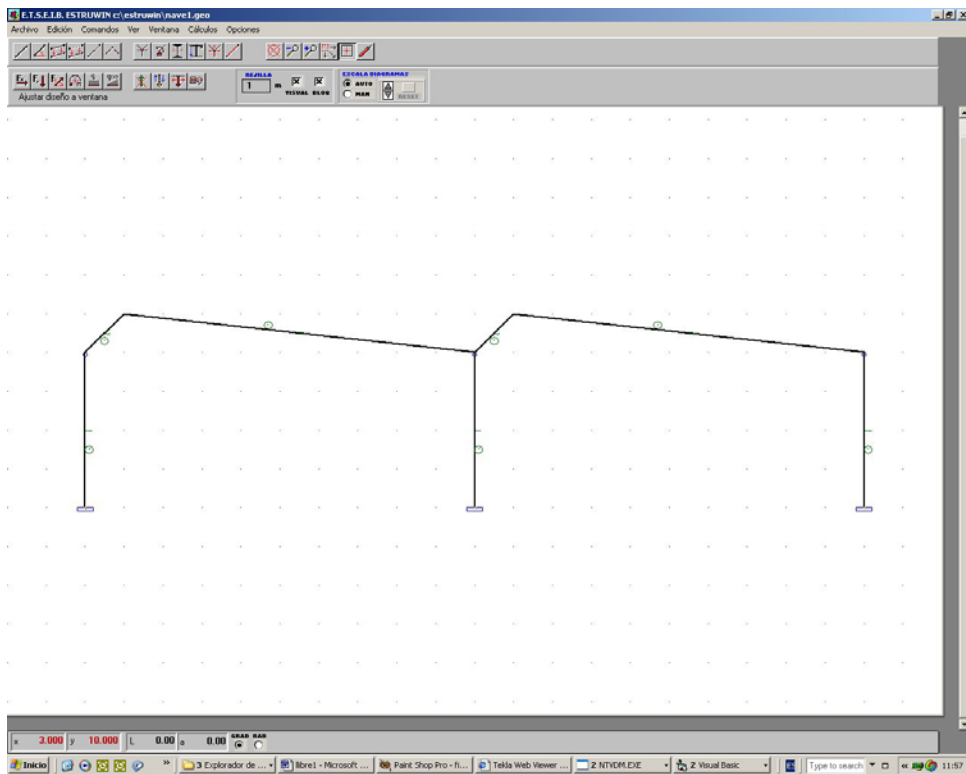 E.T.S.E.I.B. ESTRUWIN c:\estruwin\nave1.geo
Archivo Edición Comandos Ver Ventana Cálculos Opciones
REJILLA
1 m
VISUAL BLOQ
ESCALA DIAGRAMAS
AUTO
MAN
RESET
Ajustar diseño a ventana
x 3.000 y 10.000 L 0.00 a 0.00 GRAD RAD
Inicio » 3 Explorador de ... libre1 - Microsoft ... Paint Shop Pro - fi... Tekla Web Viewer ... 2 NTVDM.EXE 2 Visual Basic ES Type to search « 11:57